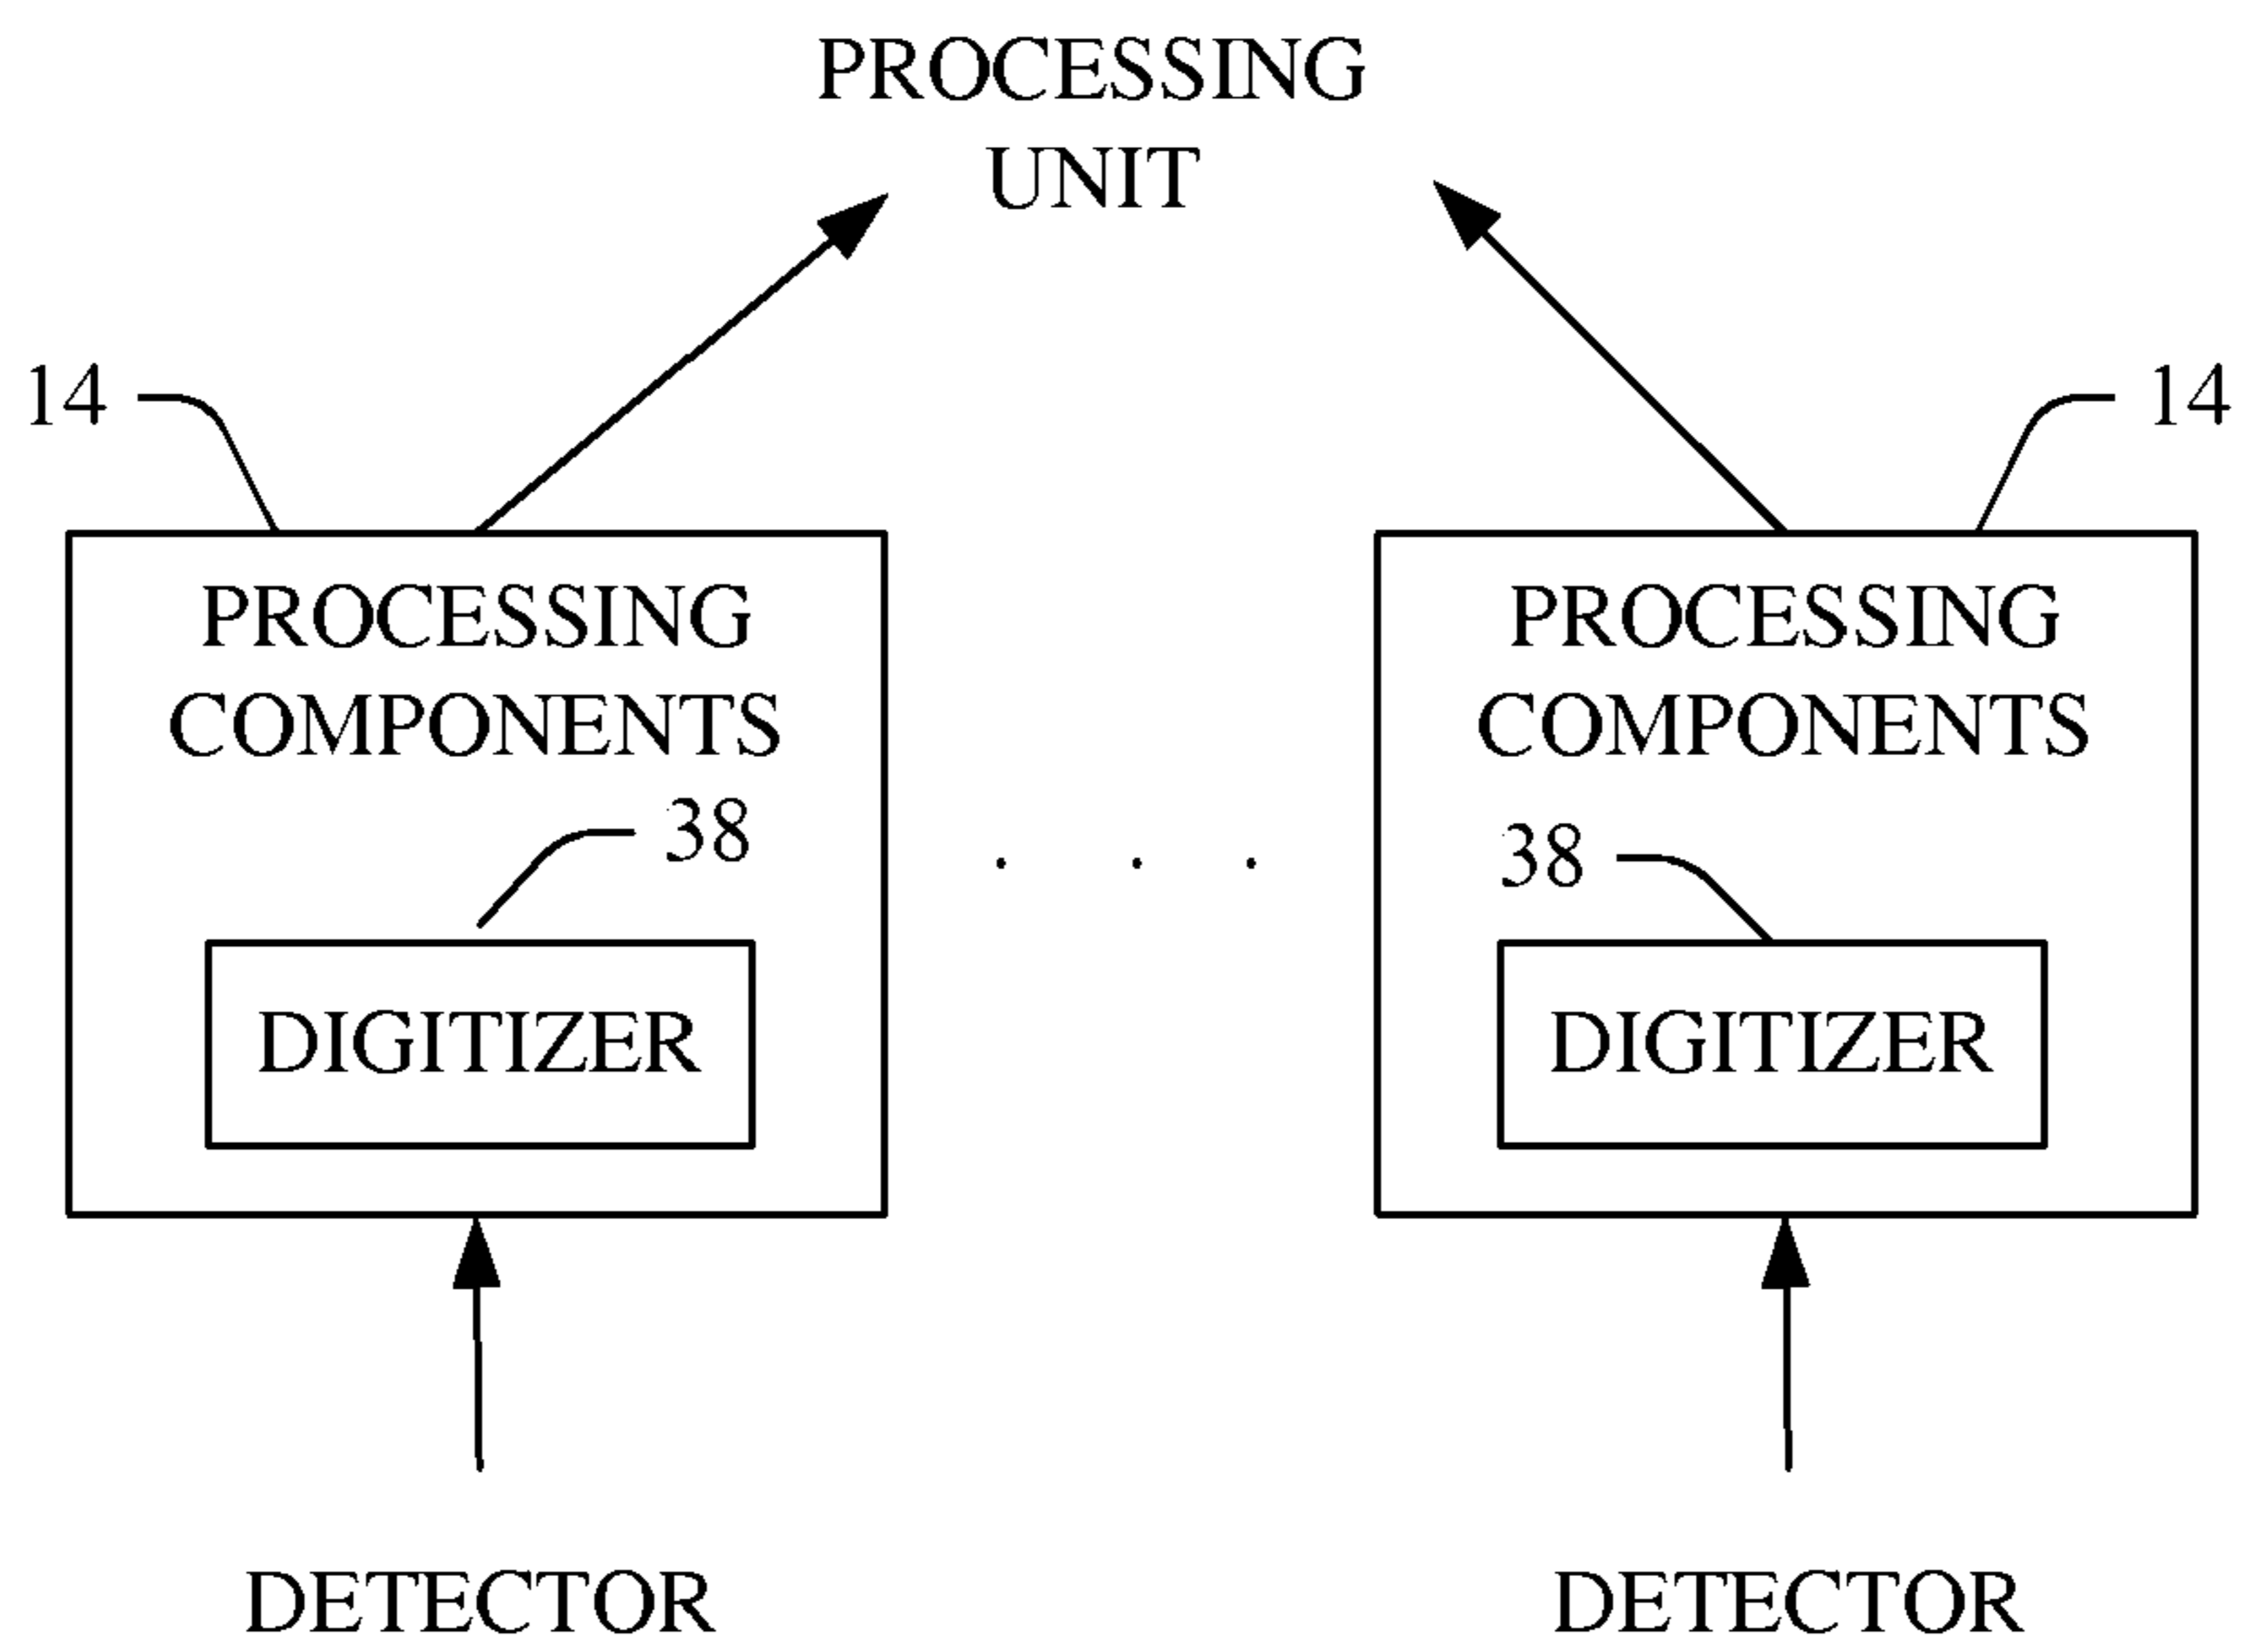 PROCESSING
UNIT
14
14
PROCESSING
COMPONENTS
38
DIGITIZER
. . .
PROCESSING
COMPONENTS
38
DIGITIZER
DETECTOR
DETECTOR